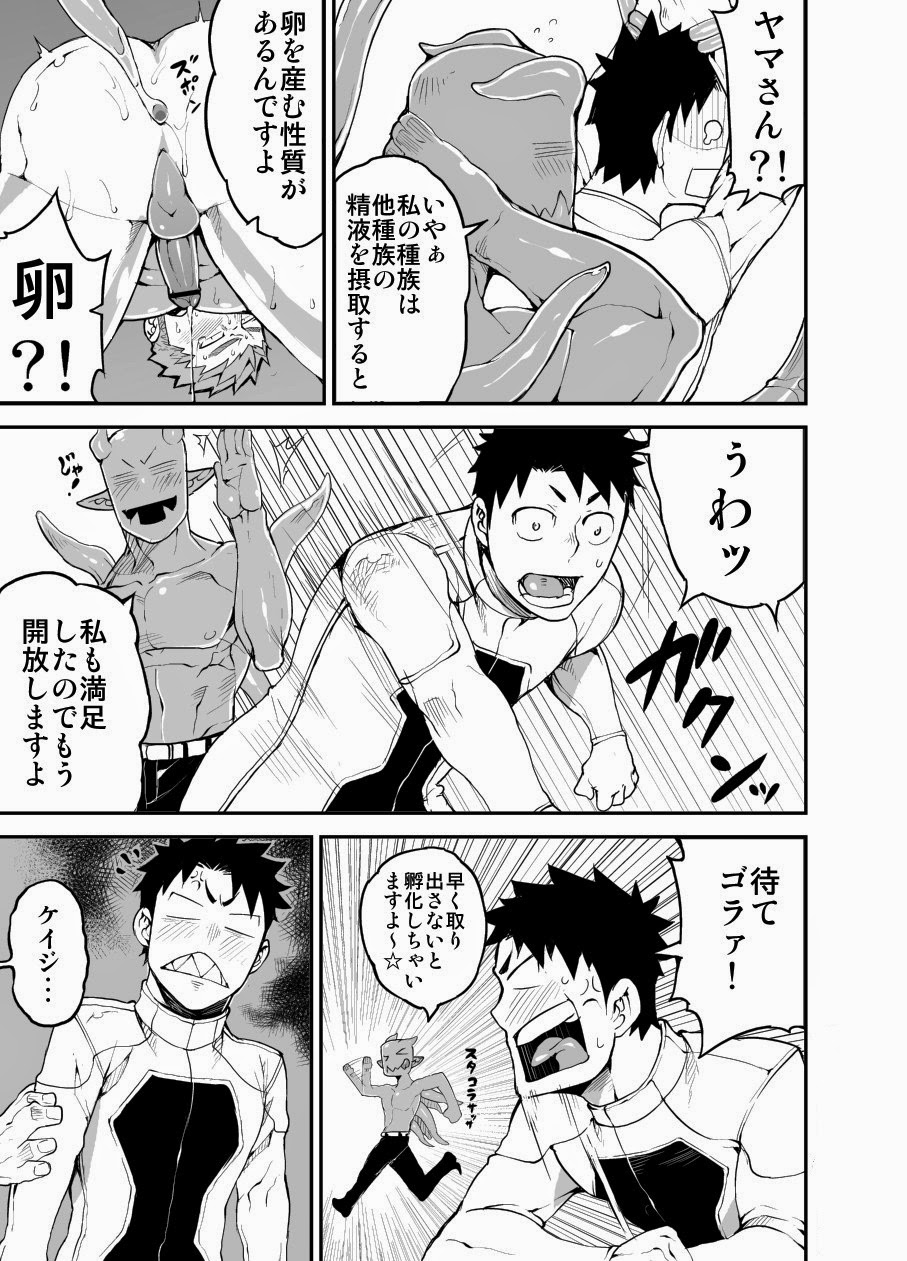 ヤマさん?!
いやぁ
私の種族は
他種族の
精液を摂取すると
卵を産む性質が
あるんですよ
ズポォン
卵?!
うわッ
ガクンッ
じゃっ!
私も満足
したのでもう
開放しますよ
待て
ゴラァ!
早く取り
出さないと
孵化しちゃい
ますよ〜☆
スタコラサッサ
ケイジ...